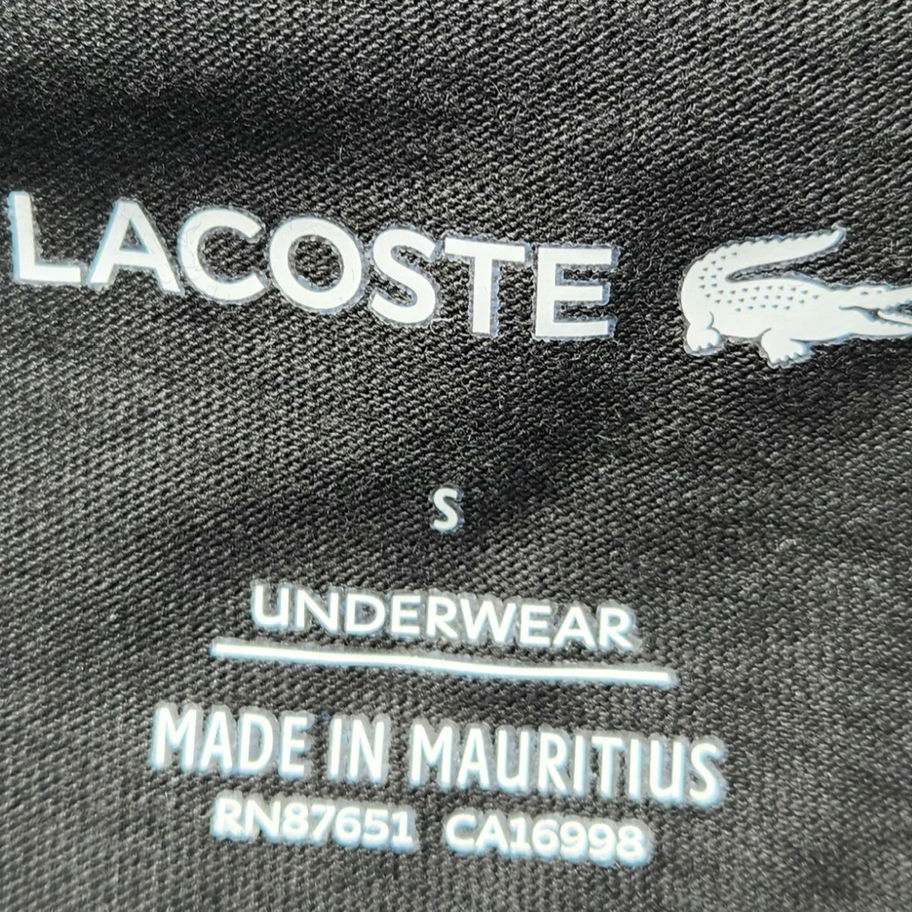 LACOSTE
S
UNDERWEAR
MADE IN MAURITIUS
RN87651 CA16998